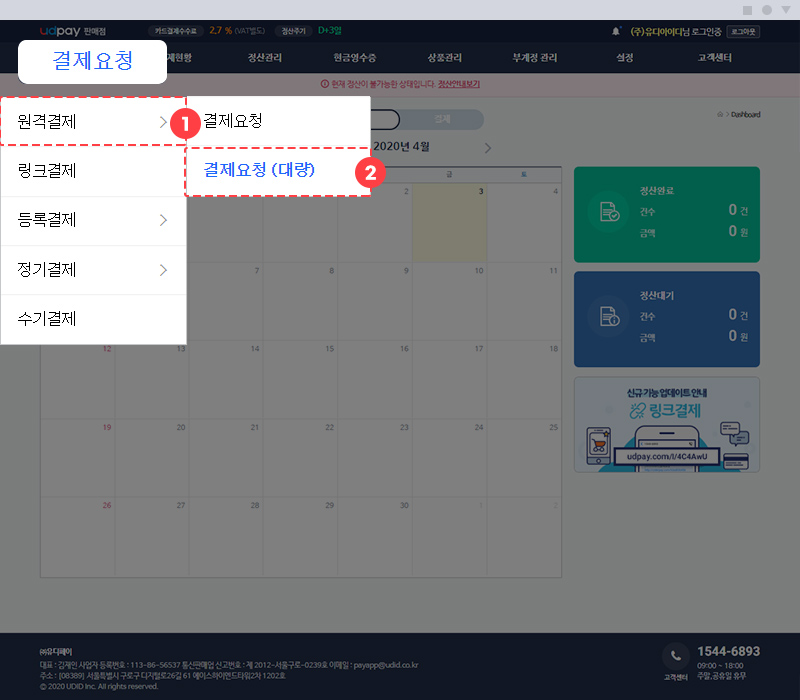 udpay 판매점
카드결제수수료 2.7 % (VAT별도) 정산주기 D+3일
(주)유디아이디님 로그인중 로그아웃
결제요청
정산관리 현금영수증 상품관리 부계정 관리 설정 고객센터
현재 정산이 불가능한 상태입니다. 정산안내보기
원격결제
1
결제요청
결제요청 (대량)
2
링크결제
등록결제
정기결제
수기결제
2020년 4월
> Dashboard
금 토
2 3 4
7 8 9 10 11
12 13 14 15 16 17 18
19 20 21 22 23 24 25
26 27 28 29 30 1 2
정산완료
건수 0 건
금액 0 원
정산대기
건수 0 건
금액 0 원
신규 기능 업데이트 안내
링크결제
udpay.com/l/4C4AwU
㈜유디페이
대표 : 김재인 사업자 등록번호 : 113-86-56537 통신판매업 신고번호 : 제 2012-서울구로-0239호 이메일 : payapp@udid.co.kr
주소 : [08389] 서울특별시 구로구 디지털로26길 61 에이스하이엔드타워2차 1202호
© 2020 UDID Inc. All rights reserved.
고객센터
1544-6893
09:00 ~ 18:00
주말,공휴일 휴무